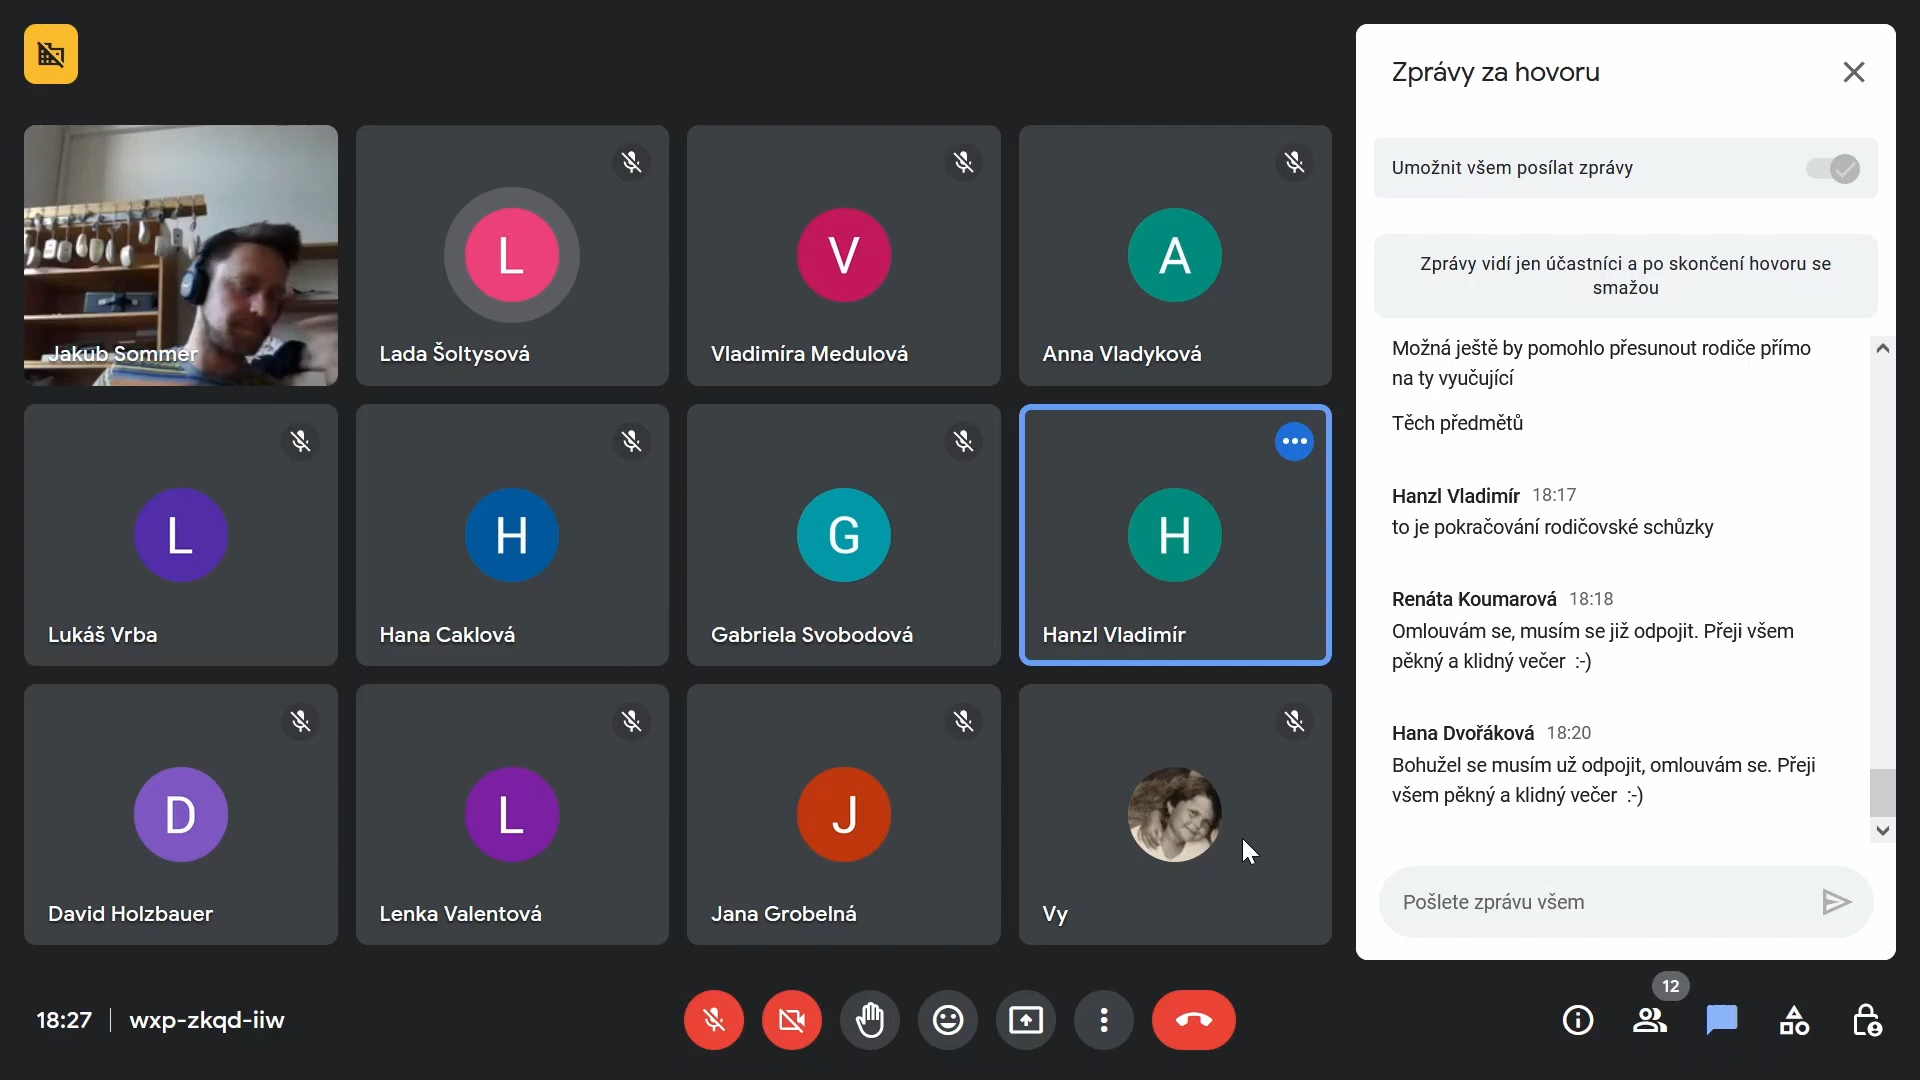 Jakub Sommer
L
Lada Šoltysová
V
Vladimíra Medulová
A
Anna Vladyková
L
Lukáš Vrba
H
Hana Caklová
G
Gabriela Svobodová
H
Hanzl Vladimír
D
David Holzbauer
L
Lenka Valentová
J
Jana Grobelná
Vy
Zprávy za hovoru
Umožnit všem posílat zprávy
Zprávy vidí jen účastníci a po skončení hovoru se
smažou
Možná ještě by pomohlo přesunout rodiče přímo
na ty vyučující
Těch předmětů
Hanzl Vladimír 18:17
to je pokračování rodičovské schůzky
Renáta Koumarová 18:18
Omlouvám se, musím se již odpojit. Přeji všem
pěkný a klidný večer :-)
Hana Dvořáková 18:20
Bohužel se musím už odpojit, omlouvám se. Přeji
všem pěkný a klidný večer :-)
Pošlete zprávu všem
18:27 | wxp-zkqd-iiw
12